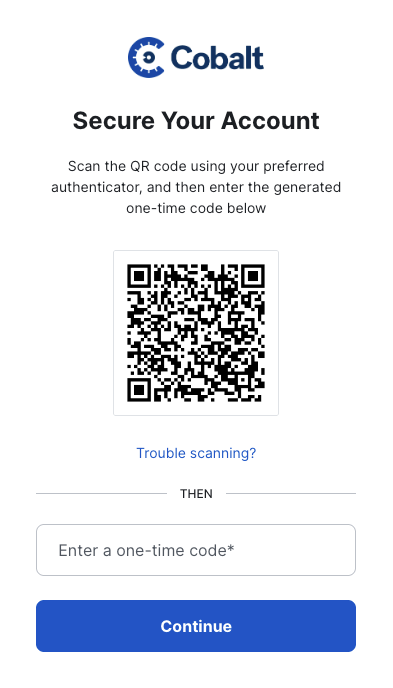 Cobalt
Secure Your Account
Scan the QR code using your preferred
authenticator, and then enter the generated
one-time code below
Trouble scanning?
THEN
Enter a one-time code*
Continue